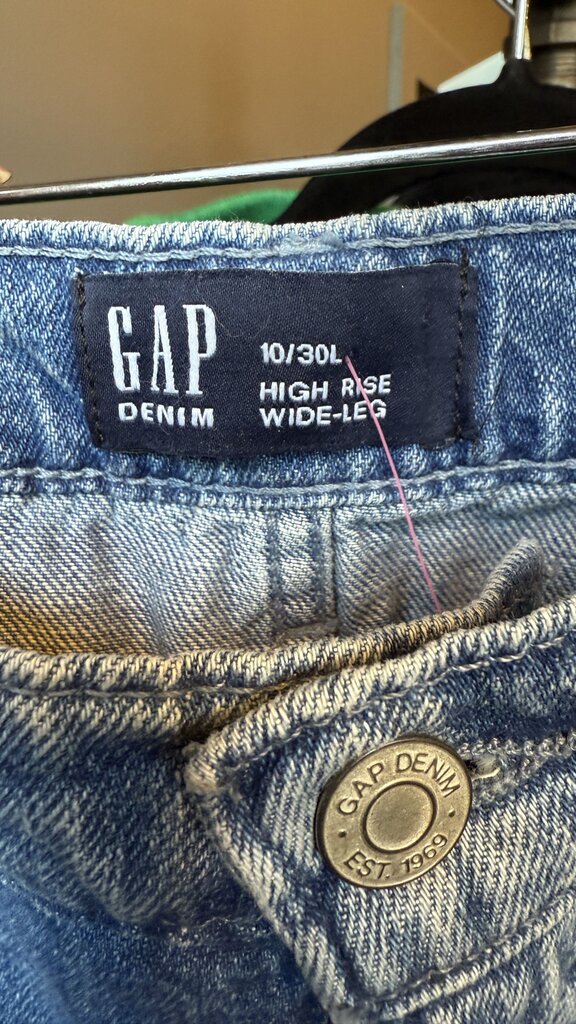 GAP
DENIM
10/30L
HIGH RISE
WIDE-LEG
GAP DENIM
EST. 1969